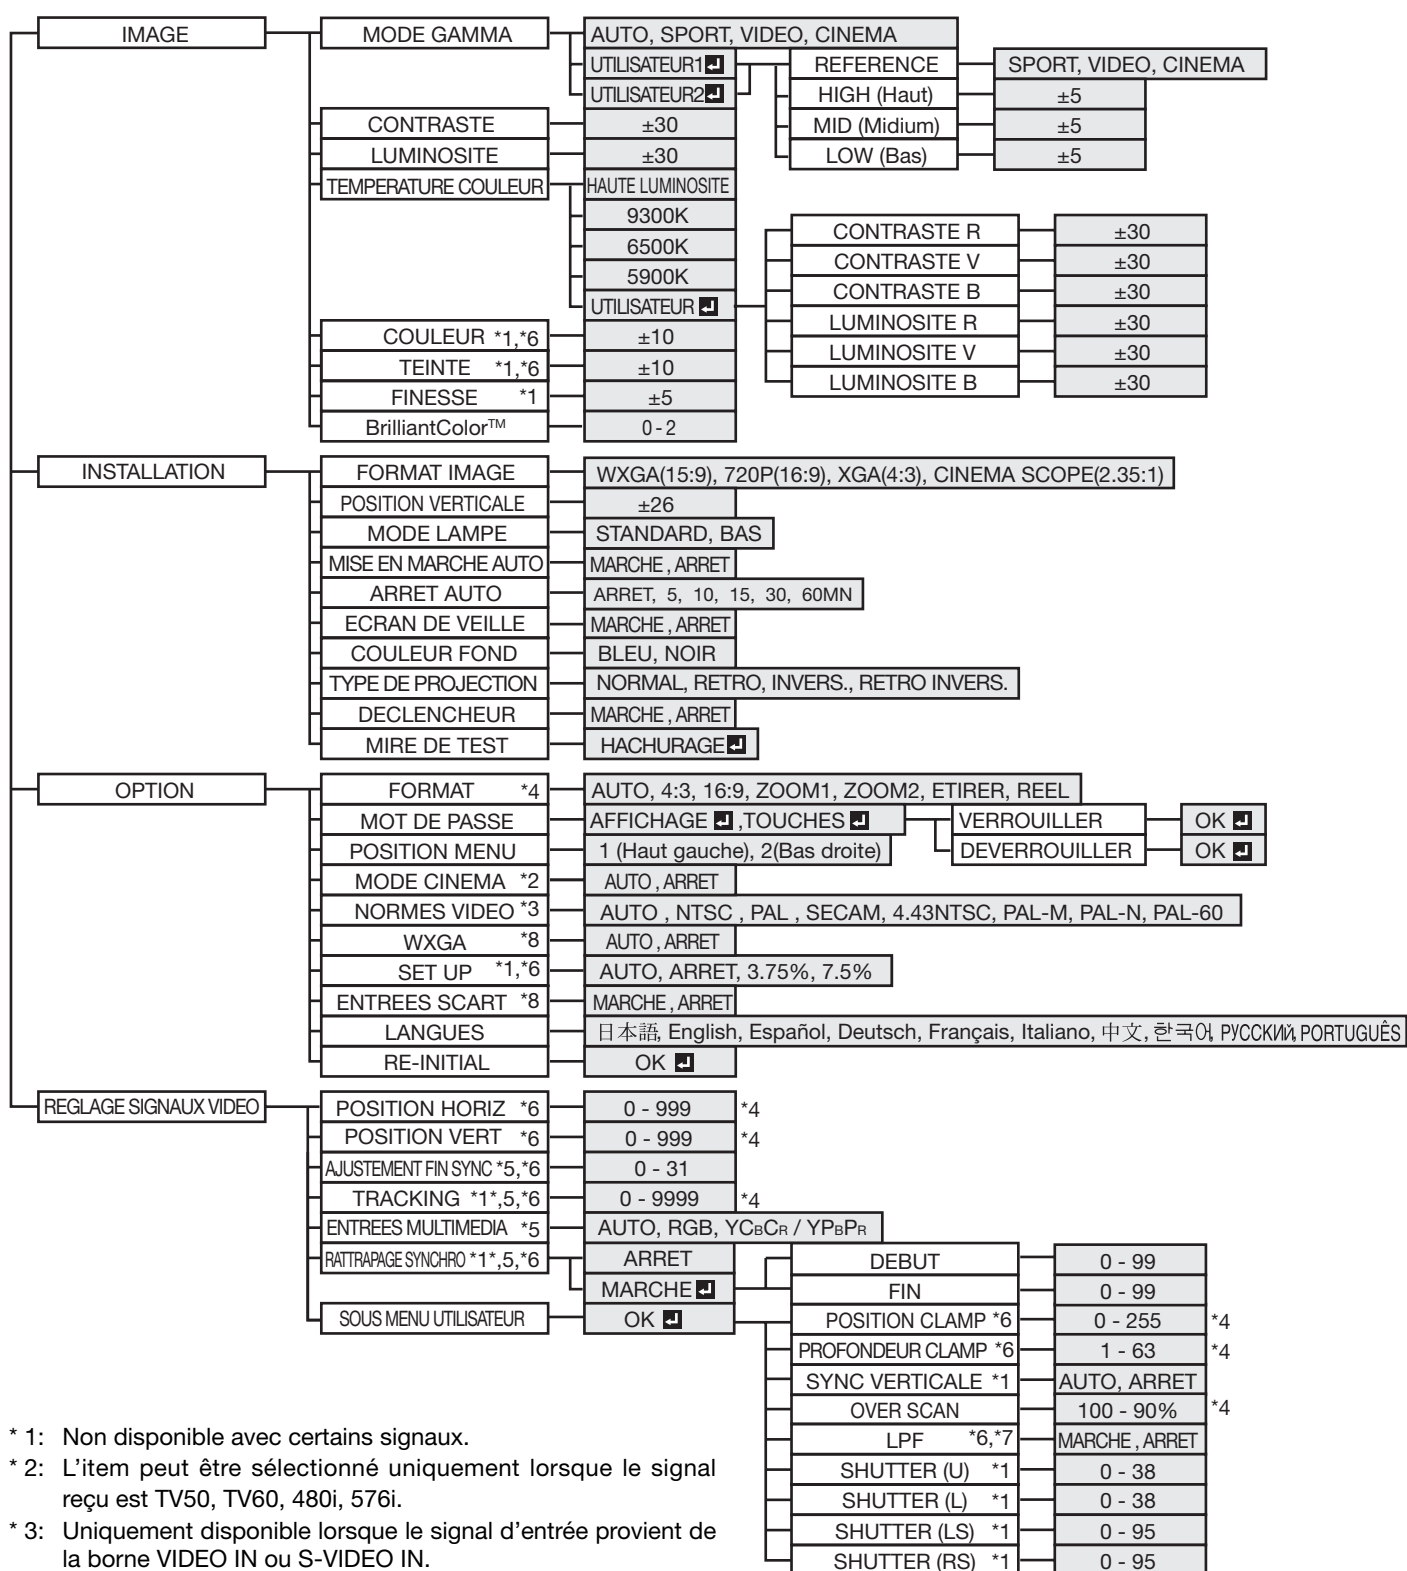 IMAGE MODE GAMMA AUTO, SPORT, VIDEO, CINEMA
UTILISATEUR1 REFERENCE SPORT, VIDEO, CINEMA
UTILISATEUR2 HIGH (Haut) ±5
CONTRASTE ±30 MID (Midium) ±5
LUMINOSITE ±30 LOW (Bas) ±5
TEMPERATURE COULEUR HAUTE LUMINOSITE
9300K CONTRASTE R ±30
6500K CONTRASTE V ±30
5900K CONTRASTE B ±30
UTILISATEUR LUMINOSITE R ±30
COULEUR *1,*6 ±10 LUMINOSITE V ±30
TEINTE *1,*6 ±10 LUMINOSITE B ±30
FINESSE *1 ±5
BrilliantColor™ 0 - 2
INSTALLATION FORMAT IMAGE WXGA(15:9), 720P(16:9), XGA(4:3), CINEMA SCOPE(2.35:1)
POSITION VERTICALE ±26
MODE LAMPE STANDARD, BAS
MISE EN MARCHE AUTO MARCHE , ARRET
ARRET AUTO ARRET, 5, 10, 15, 30, 60MN
ECRAN DE VEILLE MARCHE , ARRET
COULEUR FOND BLEU, NOIR
TYPE DE PROJECTION NORMAL, RETRO, INVERS., RETRO INVERS.
DECLENCHEUR MARCHE , ARRET
MIRE DE TEST HACHURAGE
OPTION FORMAT *4 AUTO, 4:3, 16:9, ZOOM1, ZOOM2, ETIRER, REEL
MOT DE PASSE AFFICHAGE ,TOUCHES VERROUILLER OK
POSITION MENU 1 (Haut gauche), 2(Bas droite) DEVERROUILLER OK
MODE CINEMA *2 AUTO , ARRET
NORMES VIDEO *3 AUTO , NTSC , PAL , SECAM, 4.43NTSC, PAL-M, PAL-N, PAL-60
WXGA *8 AUTO , ARRET
SET UP *1,*6 AUTO, ARRET, 3.75%, 7.5%
ENTREES SCART *8 MARCHE , ARRET
LANGUES 日本語, English, Español, Deutsch, Français, Italiano, 中文, 한국어, РУССКИЙ, PORTUGUÊS
RE-INITIAL OK
REGLAGE SIGNAUX VIDEO POSITION HORIZ *6 0 - 999 *4
POSITION VERT *6 0 - 999 *4
AJUSTEMENT FIN SYNC *5,*6 0 - 31
TRACKING *1*,5,*6 0 - 9999 *4
ENTREES MULTIMEDIA *5 AUTO, RGB, YCBCR / YPBPR
RATTRAPAGE SYNCHRO *1*,5,*6 ARRET DEBUT 0 - 99
MARCHE FIN 0 - 99
SOUS MENU UTILISATEUR OK POSITION CLAMP *6 0 - 255 *4
PROFONDEUR CLAMP *6 1 - 63 *4
SYNC VERTICALE *1 AUTO, ARRET
OVER SCAN 100 - 90% *4
LPF *6,*7 MARCHE , ARRET
SHUTTER (U) *1 0 - 38
SHUTTER (L) *1 0 - 38
SHUTTER (LS) *1 0 - 95
SHUTTER (RS) *1 0 - 95
* 1: Non disponible avec certains signaux.
* 2: L'item peut être sélectionné uniquement lorsque le signal
reçu est TV50, TV60, 480i, 576i.
* 3: Uniquement disponible lorsque le signal d'entrée provient de
la borne VIDEO IN ou S-VIDEO IN.